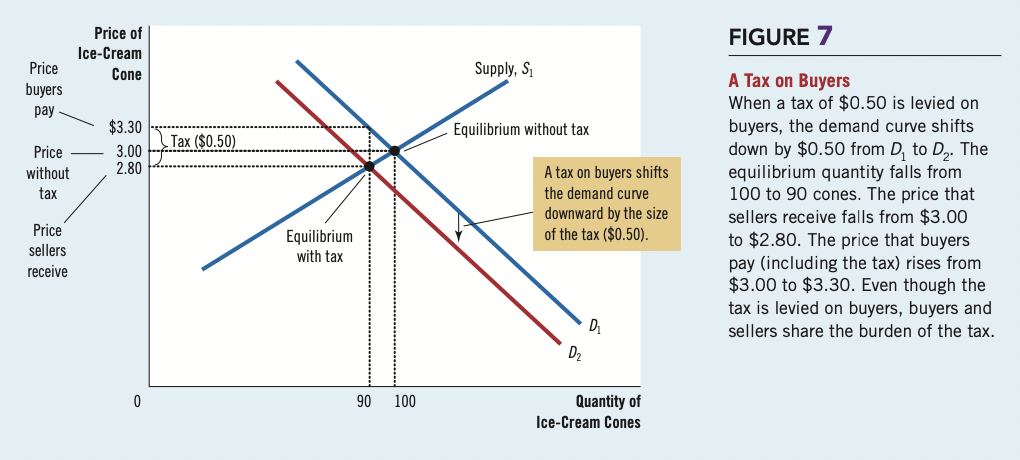 Price of
Ice-Cream
Cone
Price
buyers
pay
$3.30
Tax ($0.50)
Price
without
tax
3.00
2.80
Price
sellers
receive
Supply, S1
Equilibrium without tax
A tax on buyers shifts
the demand curve
downward by the size
of the tax ($0.50).
Equilibrium
with tax
D1
D2
0
90
100
Quantity of
Ice-Cream Cones
FIGURE 7
A Tax on Buyers
When a tax of $0.50 is levied on
buyers, the demand curve shifts
down by $0.50 from D1 to D2. The
equilibrium quantity falls from
100 to 90 cones. The price that
sellers receive falls from $3.00
to $2.80. The price that buyers
pay (including the tax) rises from
$3.00 to $3.30. Even though the
tax is levied on buyers, buyers and
sellers share the burden of the tax.